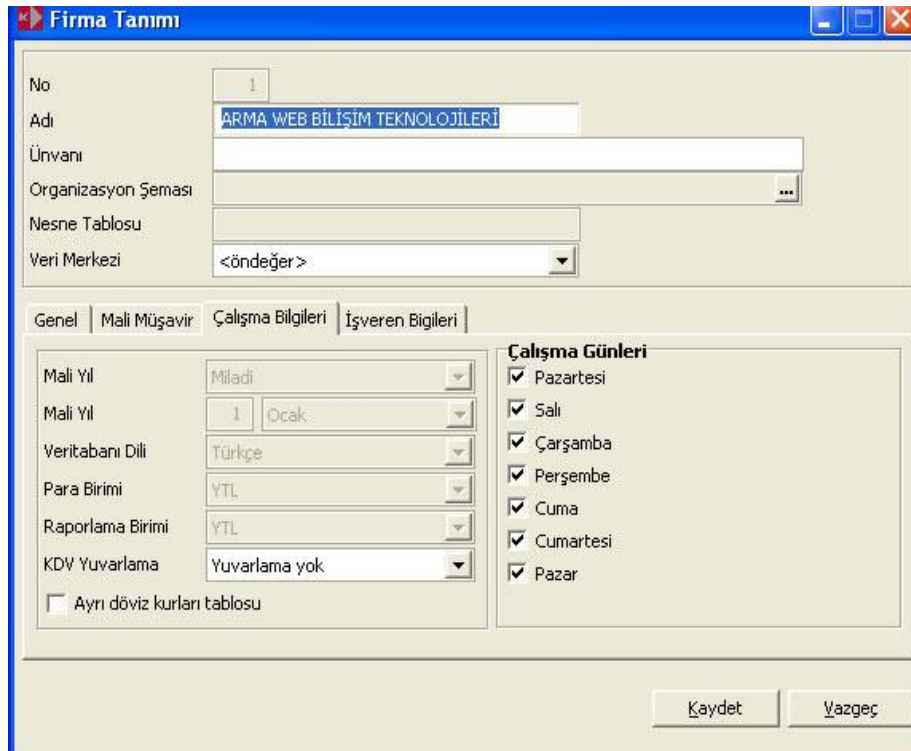 Firma Tanımı
No 1
Adı ARMA WEB BİLİŞİM TEKNOLOJİLERİ
Ünvanı
Organizasyon Şeması ...
Nesne Tablosu
Veri Merkezi <öndeğer>
Genel Mali Müşavir Çalışma Bilgileri İşveren Bigileri
Mali Yıl Miladi
Mali Yıl 1 Ocak
Veritabanı Dili Türkçe
Para Birimi YTL
Raporlama Birimi YTL
KDV Yuvarlama Yuvarlama yok
Ayrı döviz kurları tablosu
Çalışma Günleri
Pazartesi
Salı
Çarşamba
Perşembe
Cuma
Cumartesi
Pazar
Kaydet Vazgeç